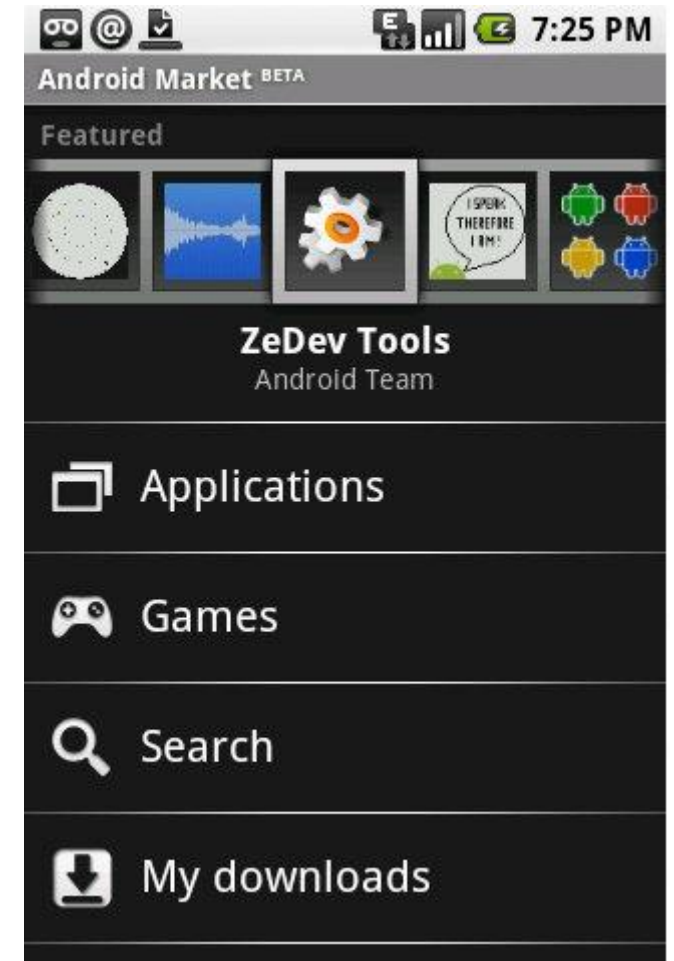 E 7:25 PM
Android Market BETA
Featured
I SPEAK
THEREFORE
I AM!
ZeDev Tools
Android Team
Applications
Games
Search
My downloads